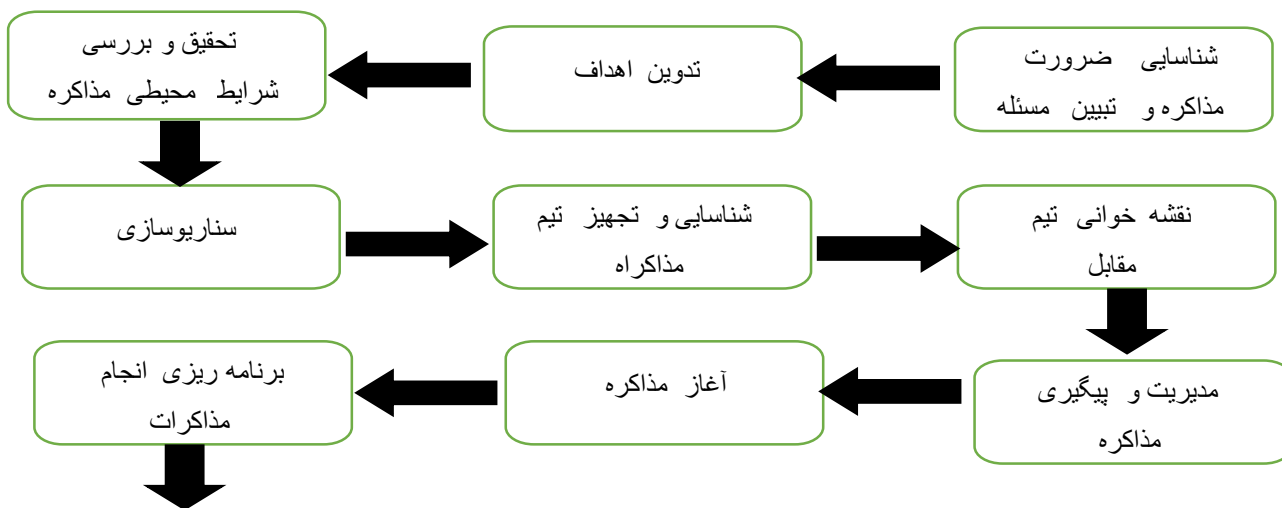 شناسایی ضرورت
مذاکره و تبیین مسئله
تدوین اهداف
تحقیق و بررسی
شرایط محیطی مذاکره
سناریوسازی
شناسایی و تجهیز تیم
مذاکراه
نقشه خوانی تیم
مقابل
مدیریت و پیگیری
مذاکره
آغاز مذاکره
برنامه ریزی انجام
مذاکرات